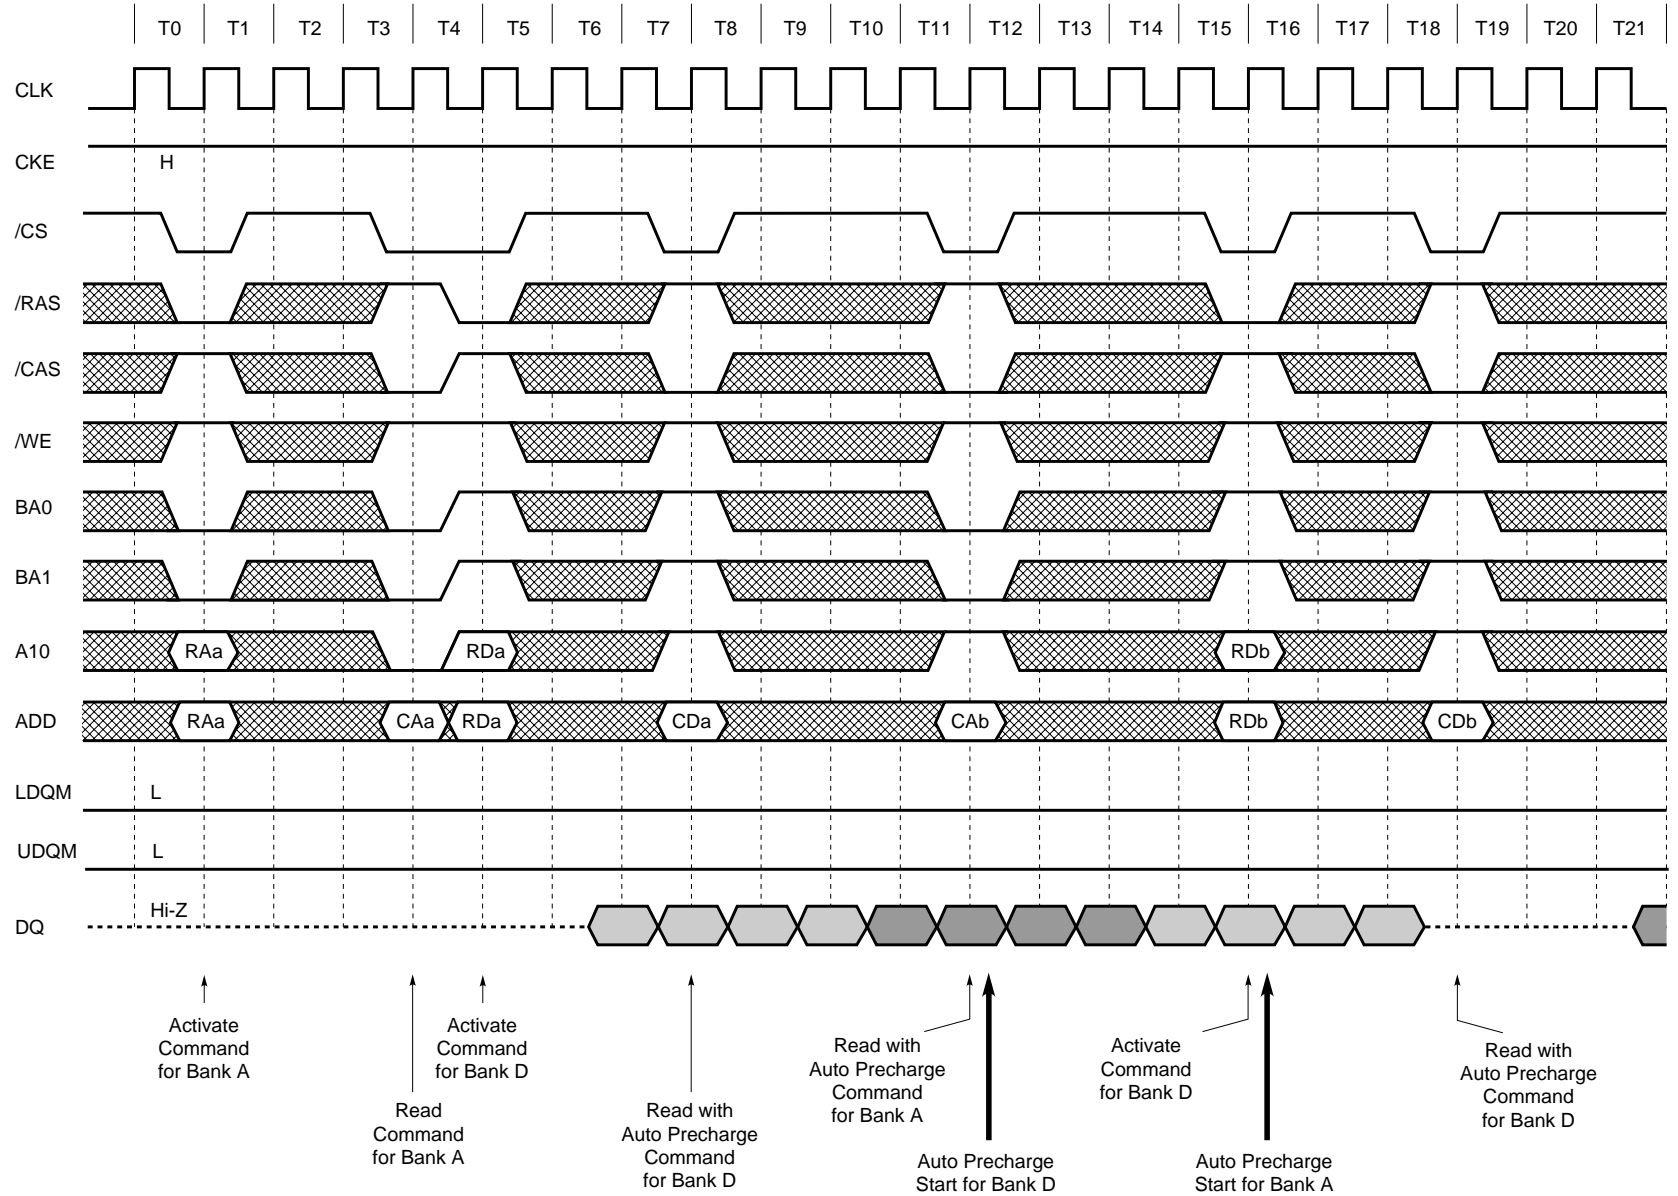 T0 T1 T2 T3 T4 T5 T6 T7 T8 T9 T10 T11 T12 T13 T14 T15 T16 T17 T18 T19 T20 T21
CLK
CKE H
/CS
/RAS
/CAS
/WE
BA0
BA1
A10 RAa RDa RDb
ADD RAa CAa RDa CDa CAb RDb CDb
LDQM L
UDQM L
Hi-Z
DQ
Activate
Command
for Bank A
Read
Command
for Bank A
Activate
Command
for Bank D
Read with
Auto Precharge
Command
for Bank D
Read with
Auto Precharge
Command
for Bank A
Auto Precharge
Start for Bank D
Activate
Command
for Bank D
Auto Precharge
Start for Bank A
Read with
Auto Precharge
Command
for Bank D